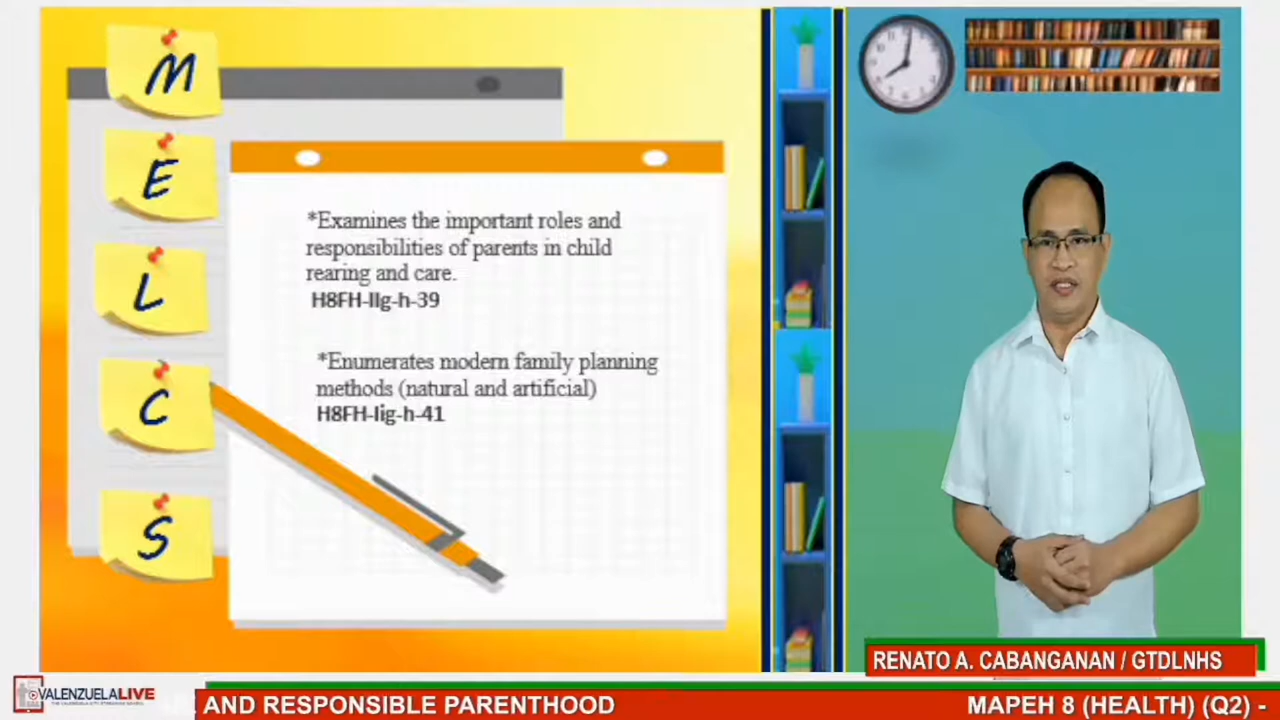 M
E
L
C
S
*Examines the important roles and
responsibilities of parents in child
rearing and care.
H8FH-IIg-h-39
*Enumerates modern family planning
methods (natural and artificial)
H8FH-Iig-h-41
RENATO A. CABANGANAN / GTDLNHS
VALENZUELALIVE
AND RESPONSIBLE PARENTHOOD
MAPEH 8 (HEALTH) (Q2) -